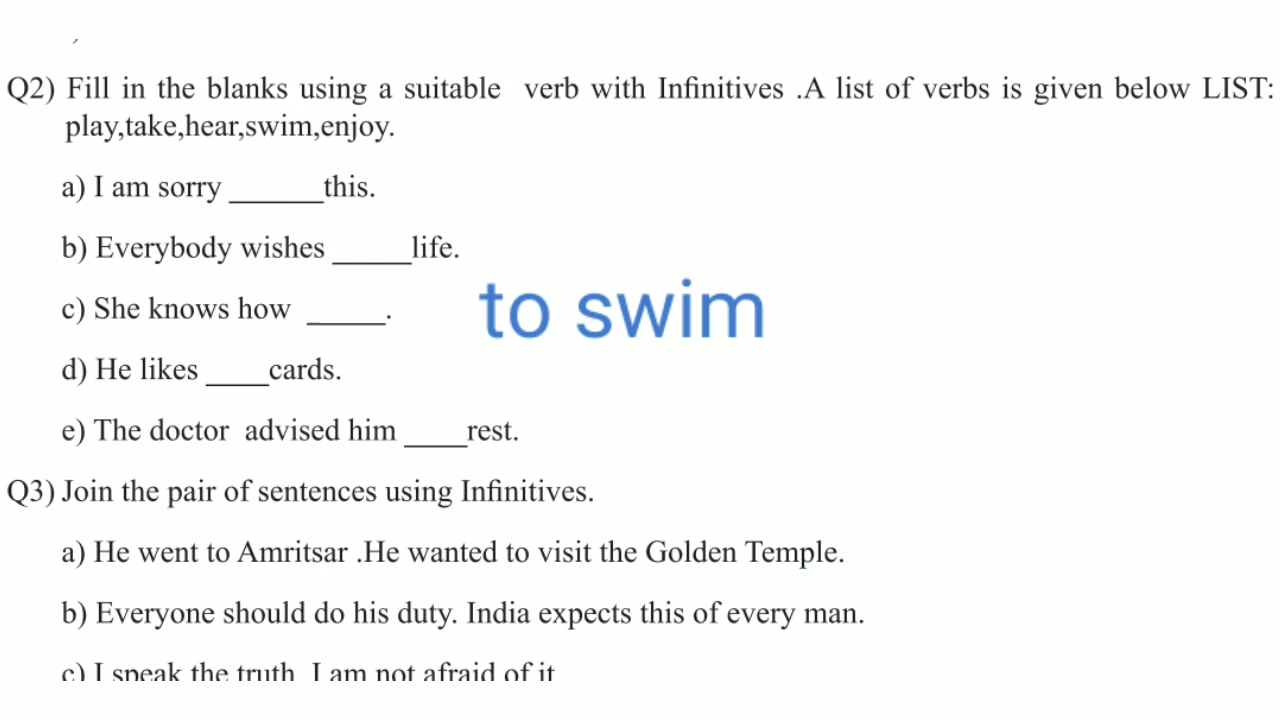 Q2) Fill in the blanks using a suitable verb with Infinitives .A list of verbs is given below LIST:
play,take,hear,swim,enjoy.
a) I am sorry ______this.
b) Everybody wishes _____life.
c) She knows how _____. to swim
d) He likes ____cards.
e) The doctor advised him ____rest.
Q3) Join the pair of sentences using Infinitives.
a) He went to Amritsar .He wanted to visit the Golden Temple.
b) Everyone should do his duty. India expects this of every man.
c) I speak the truth I am not afraid of it